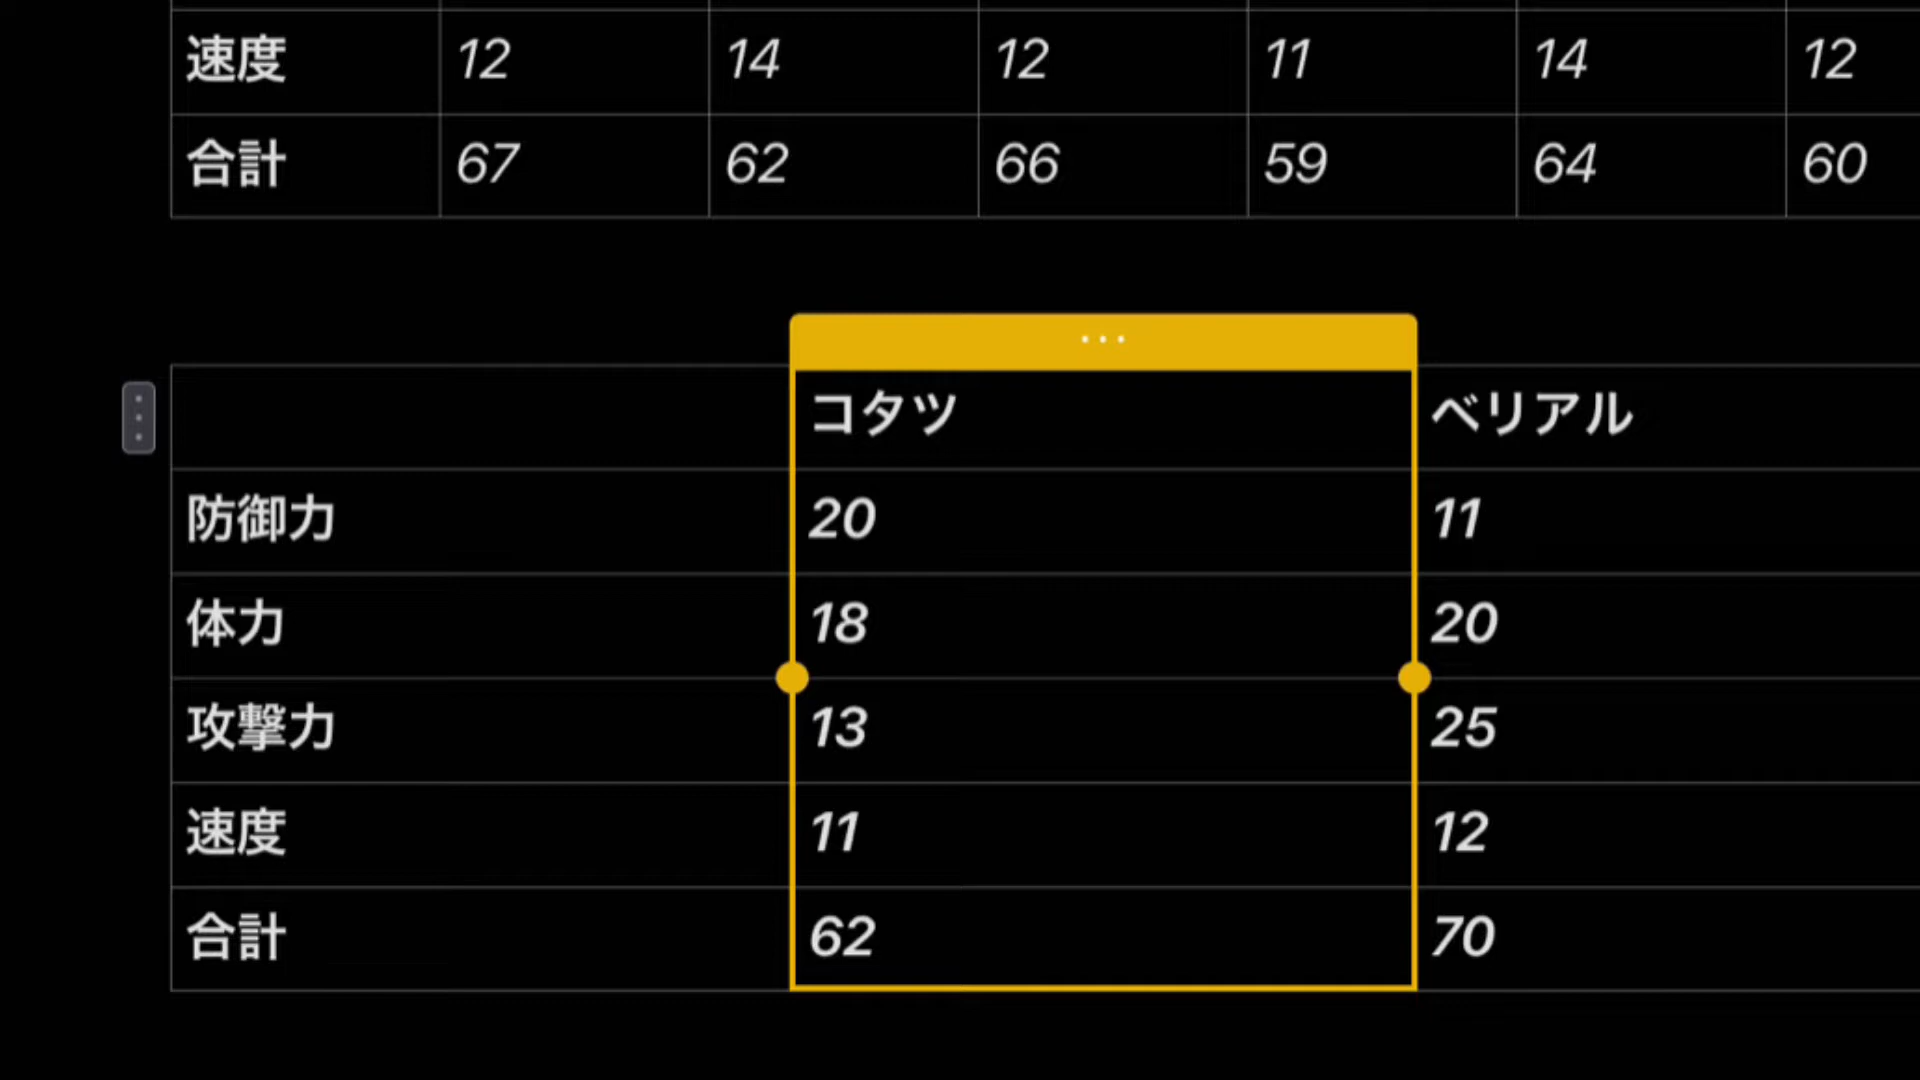 速度 12 14 12 11 14 12
合計 67 62 66 59 64 60
コタツ ベリアル
防御力 20 11
体力 18 20
攻撃力 13 25
速度 11 12
合計 62 70